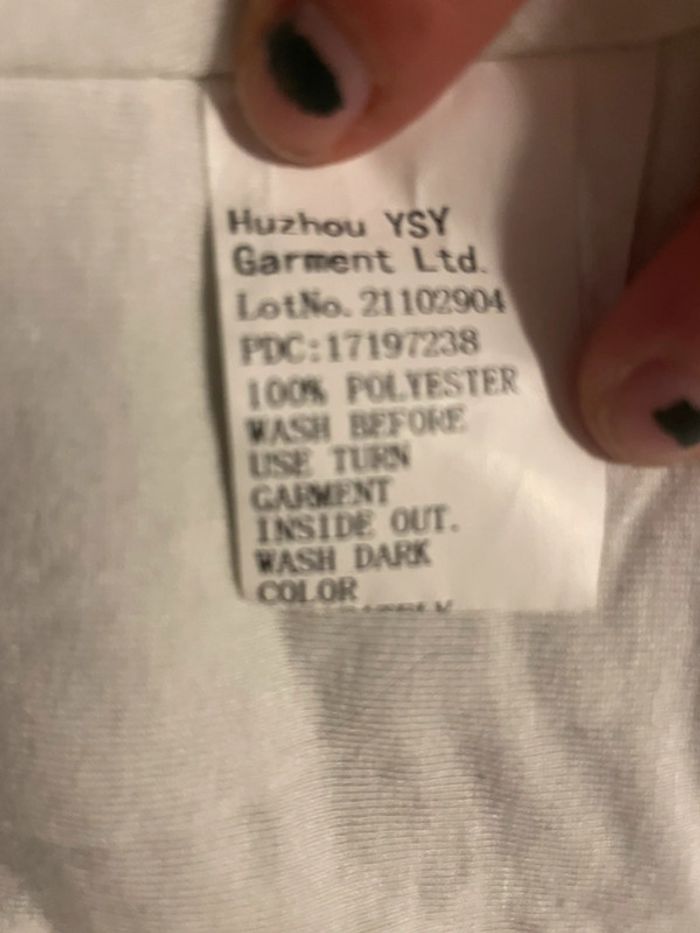 Huzhou YSY
Garment Ltd.
LotNo. 21102904
PDC:17197238
100% POLYESTER
WASH BEFORE
USE TURN
GARMENT
INSIDE OUT.
WASH DARK
COLOR